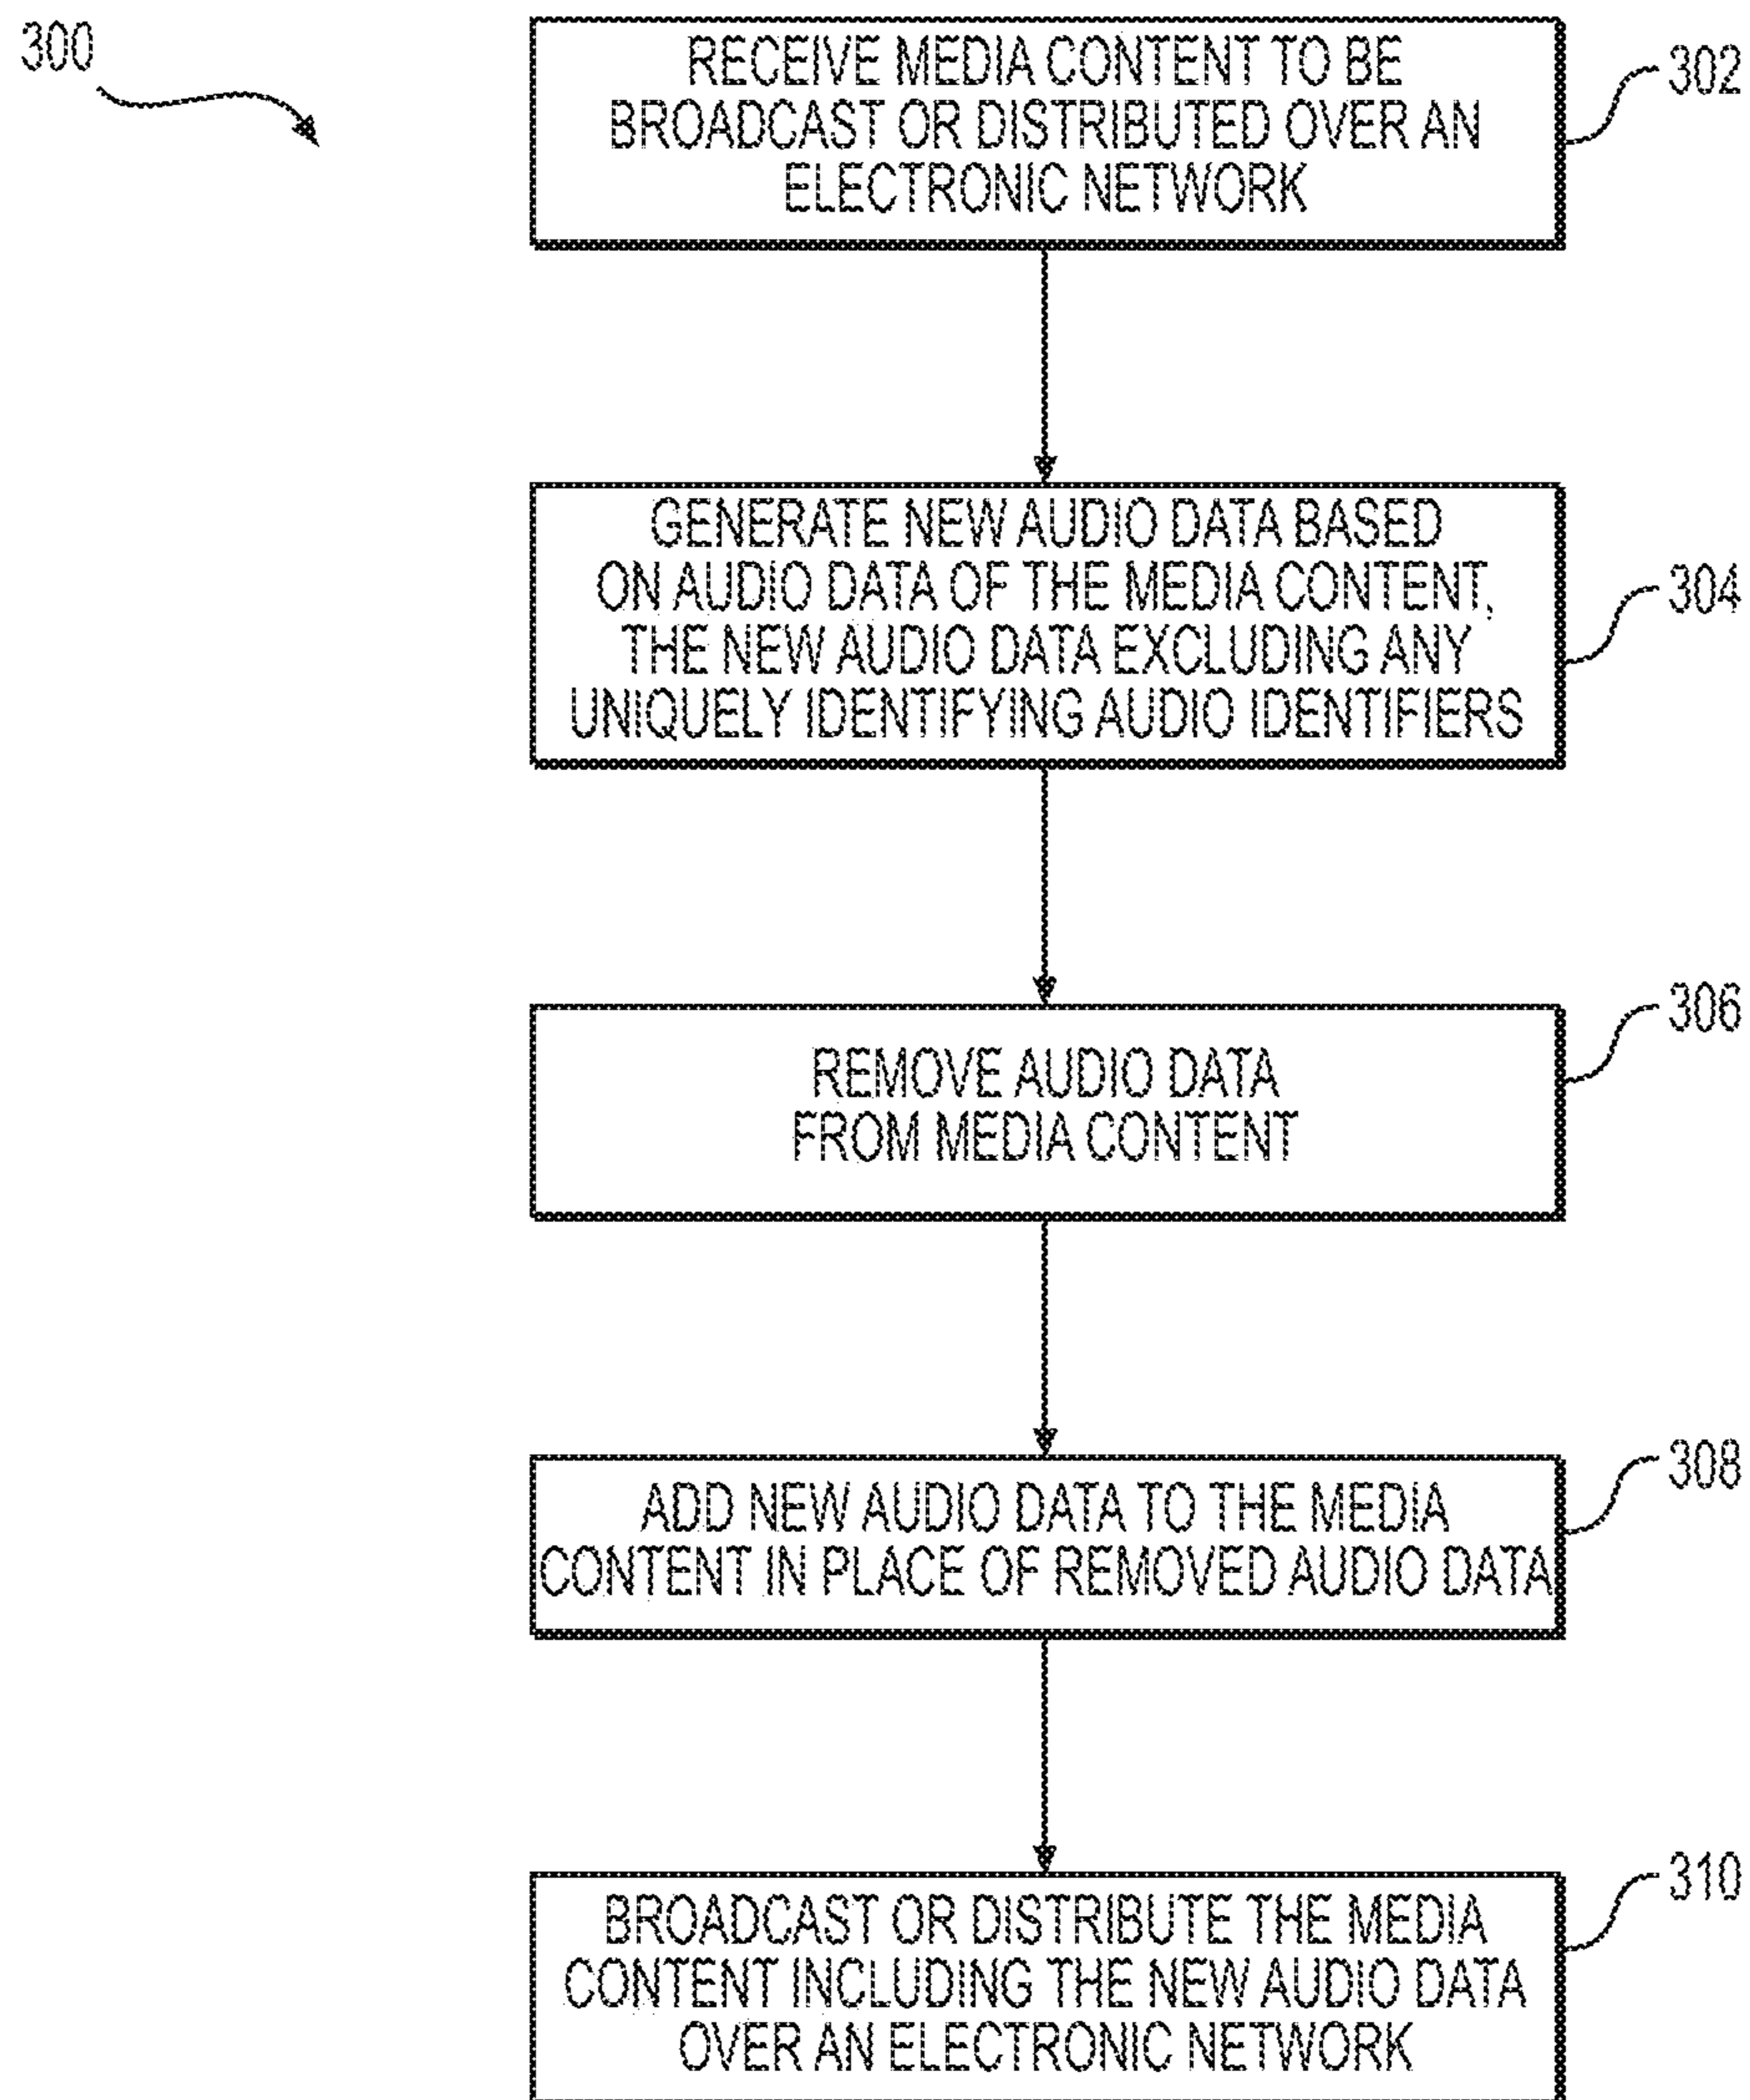 300
RECEIVE MEDIA CONTENT TO BE
BROADCAST OR DISTRIBUTED OVER AN
ELECTRONIC NETWORK
302
GENERATE NEW AUDIO DATA BASED
ON AUDIO DATA OF THE MEDIA CONTENT,
THE NEW AUDIO DATA EXCLUDING ANY
UNIQUELY IDENTIFYING AUDIO IDENTIFIERS
304
REMOVE AUDIO DATA
FROM MEDIA CONTENT
306
ADD NEW AUDIO DATA TO THE MEDIA
CONTENT IN PLACE OF REMOVED AUDIO DATA
308
BROADCAST OR DISTRIBUTE THE MEDIA
CONTENT INCLUDING THE NEW AUDIO DATA
OVER AN ELECTRONIC NETWORK
310